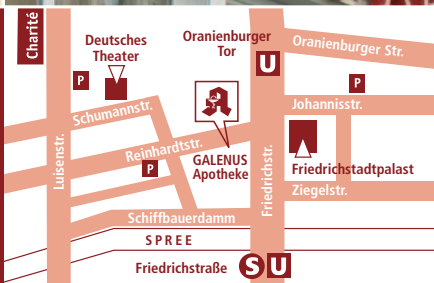 Charité
Deutsches
Theater
Oranienburger
Tor
U
Oranienburger Str.
P
P
Schumannstr.
Johannisstr.
Reinhardtstr.
Luisenstr.
P
GALENUS
Apotheke
Friedrichstr.
Friedrichstadtpalast
Ziegelstr.
Schiffbauerdamm
SPREE
Friedrichstraße
S U